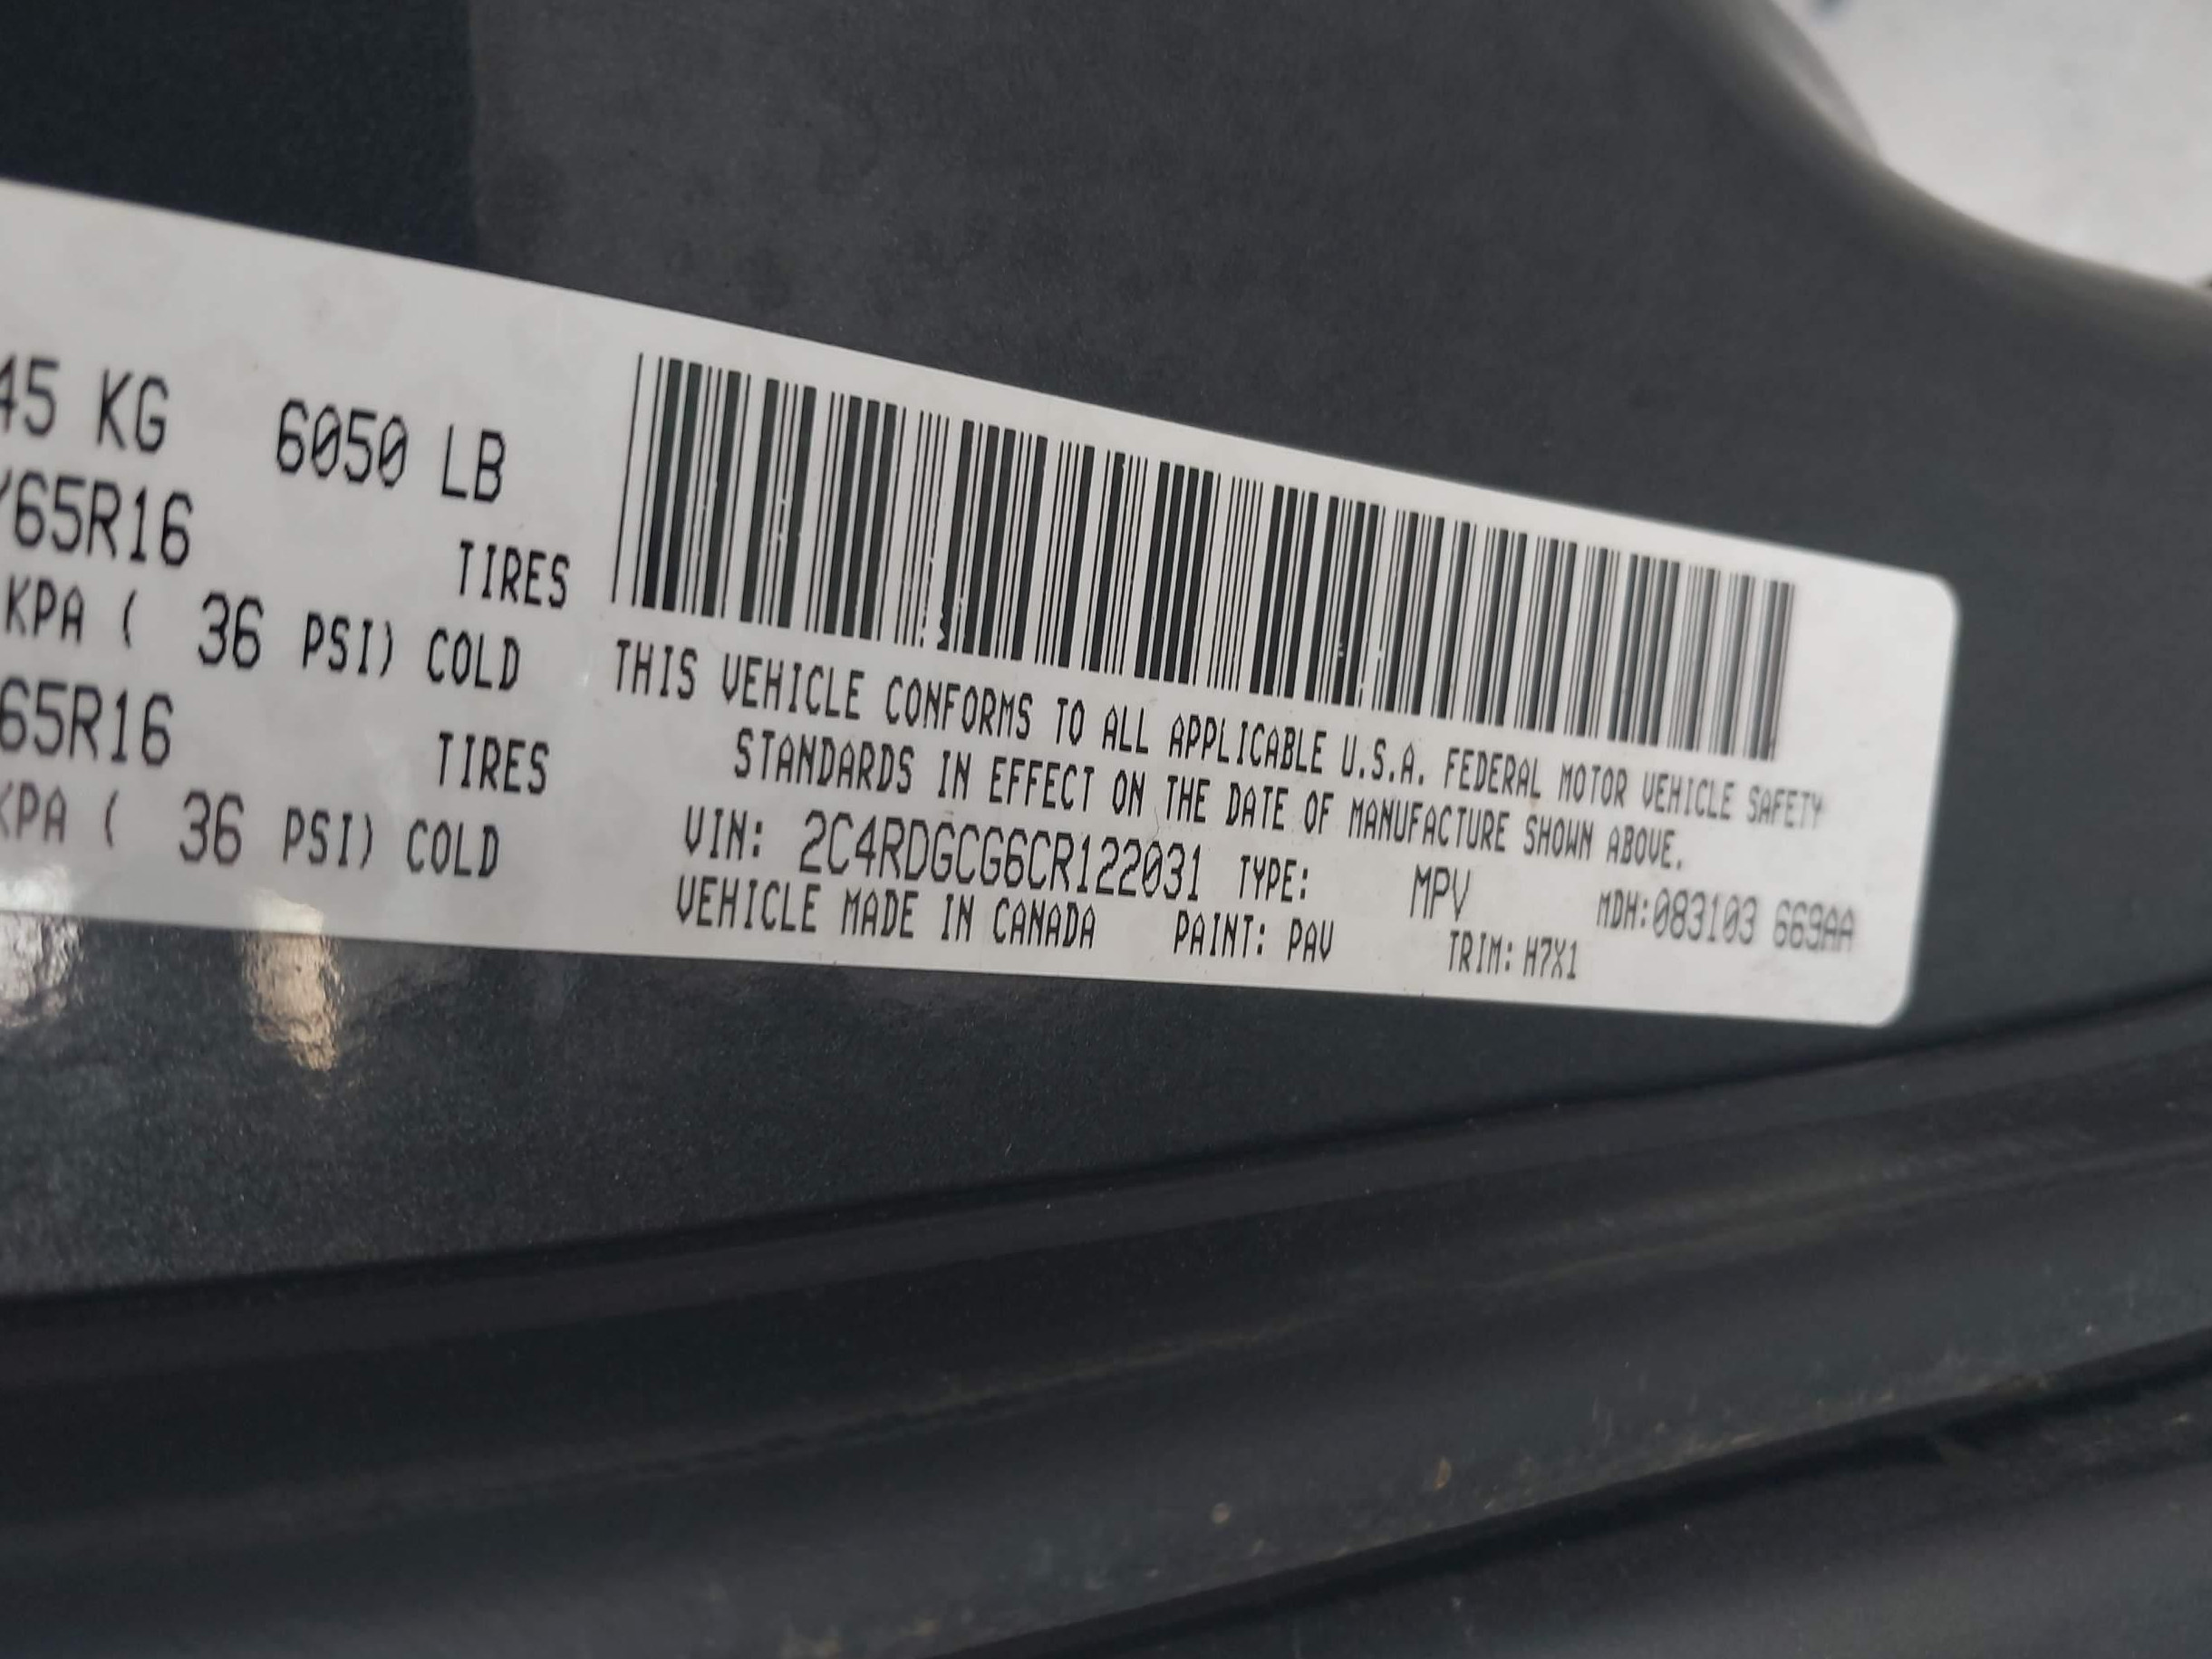 45 KG 6050 LB
65R16 TIRES
KPA ( 36 PSI) COLD
65R16 TIRES
KPA ( 36 PSI) COLD
THIS VEHICLE CONFORMS TO ALL APPLICABLE U.S.A. FEDERAL MOTOR VEHICLE SAFETY
STANDARDS IN EFFECT ON THE DATE OF MANUFACTURE SHOWN ABOVE.
VIN: 2C4RDGCG6CR122031 TYPE: MPV MDH:083103 669AA
VEHICLE MADE IN CANADA PAINT: PAV TRIM: H7X1